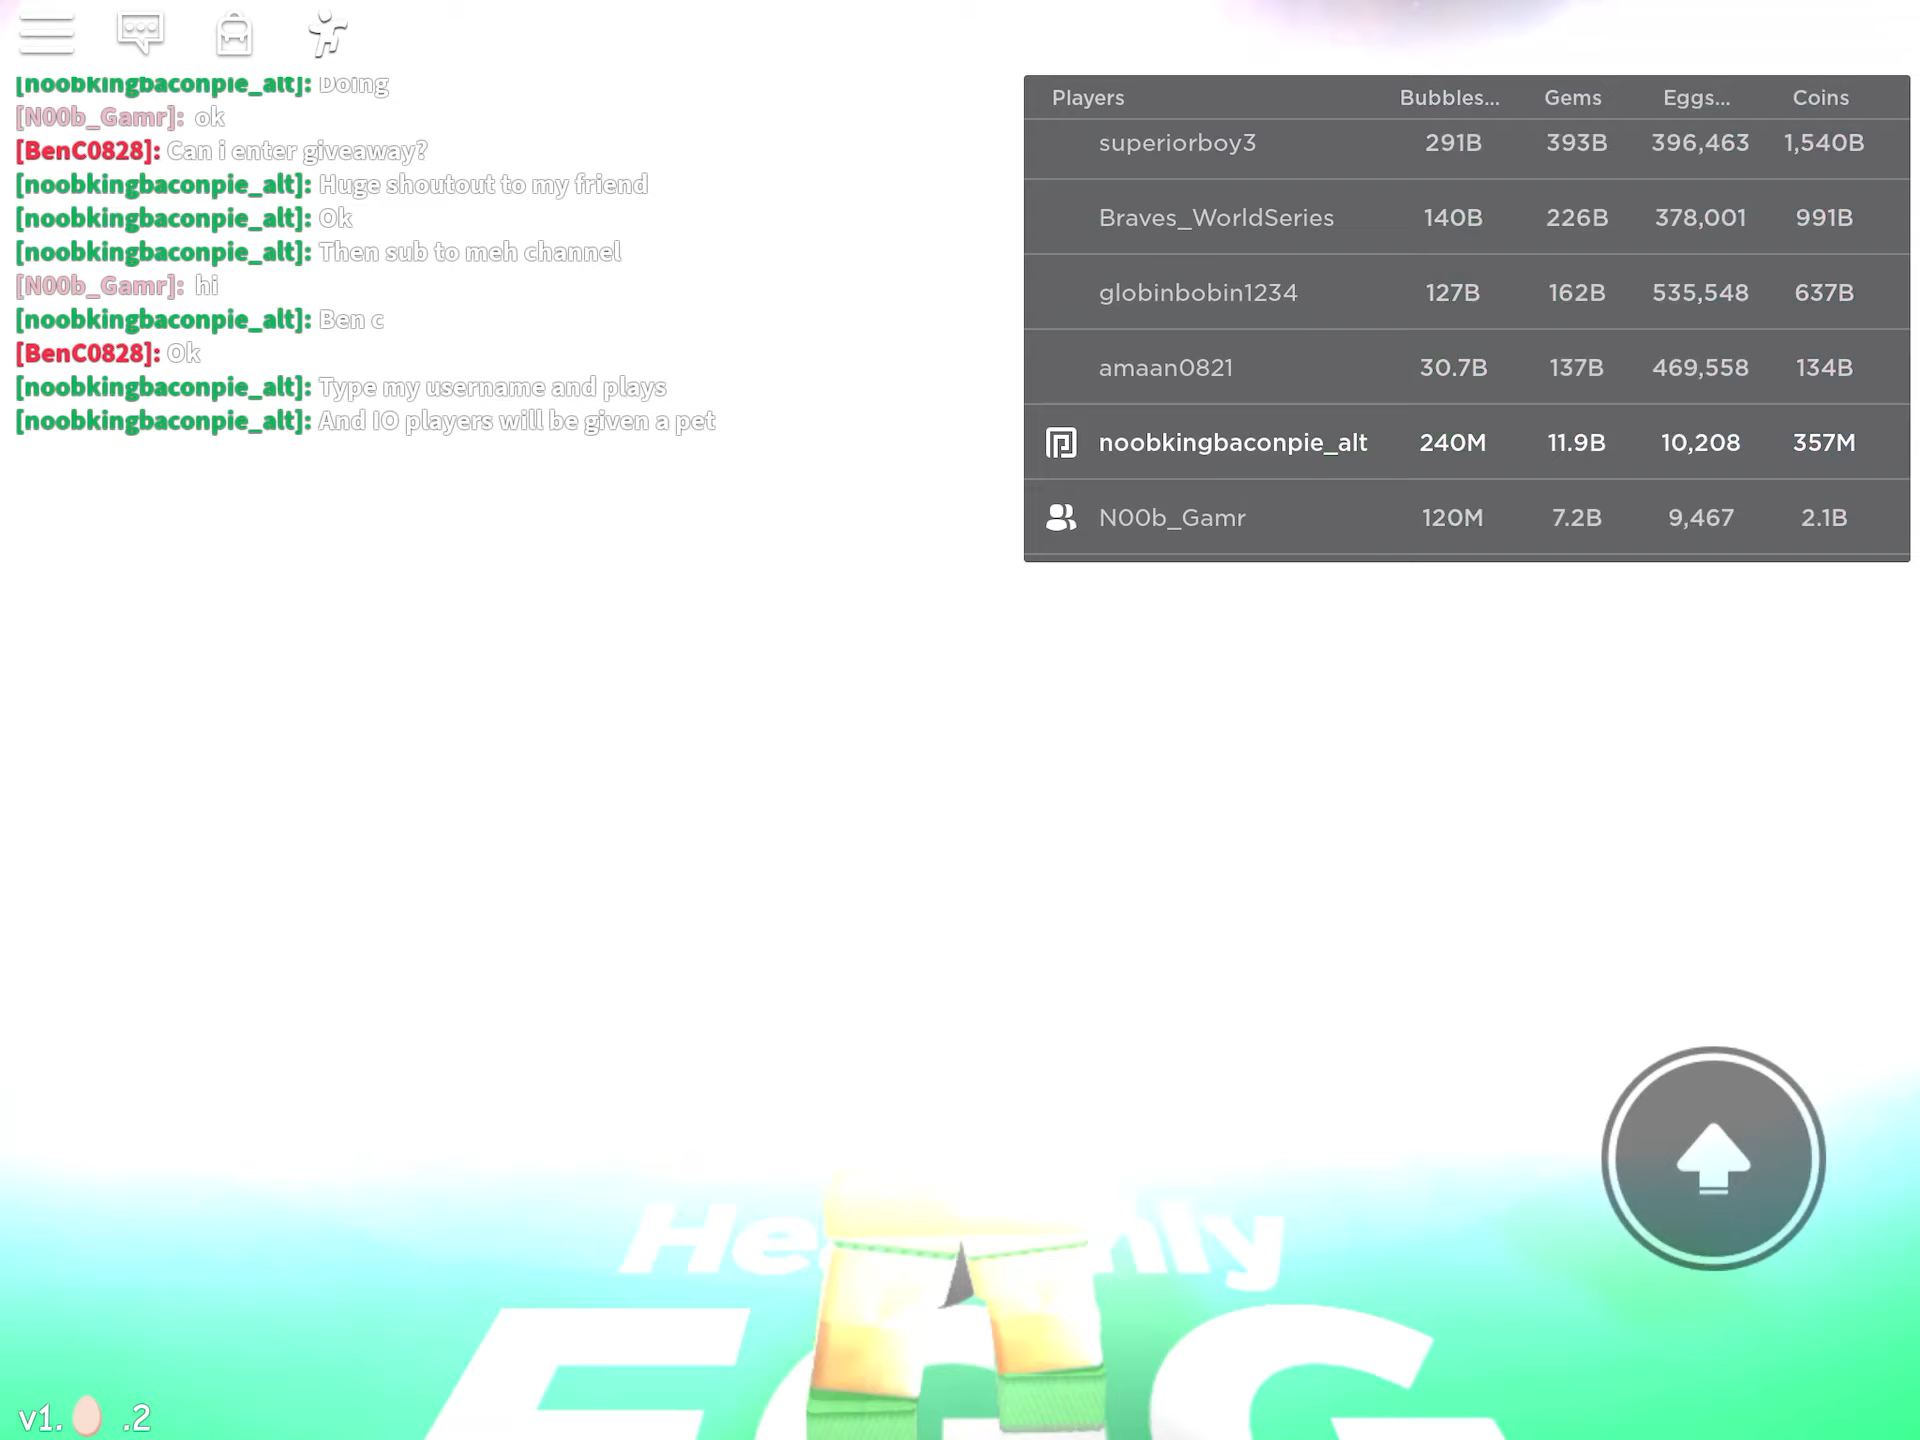 [noobkingbaconpie_alt]: Doing
[N00b_Gamr]: ok
[BenC0828]: Can i enter giveaway?
[noobkingbaconpie_alt]: Huge shoutout to my friend
[noobkingbaconpie_alt]: Ok
[noobkingbaconpie_alt]: Then sub to meh channel
[N00b_Gamr]: hi
[noobkingbaconpie_alt]: Ben c
[BenC0828]: Ok
[noobkingbaconpie_alt]: Type my username and plays
[noobkingbaconpie_alt]: And IO players will be given a pet
Players Bubbles... Gems Eggs... Coins
superiorboy3 291B 393B 396,463 1,540B
Braves_WorldSeries 140B 226B 378,001 991B
globinbobin1234 127B 162B 535,548 637B
amaan0821 30.7B 137B 469,558 134B
noobkingbaconpie_alt 240M 11.9B 10,208 357M
N00b_Gamr 120M 7.2B 9,467 2.1B
v1. .2